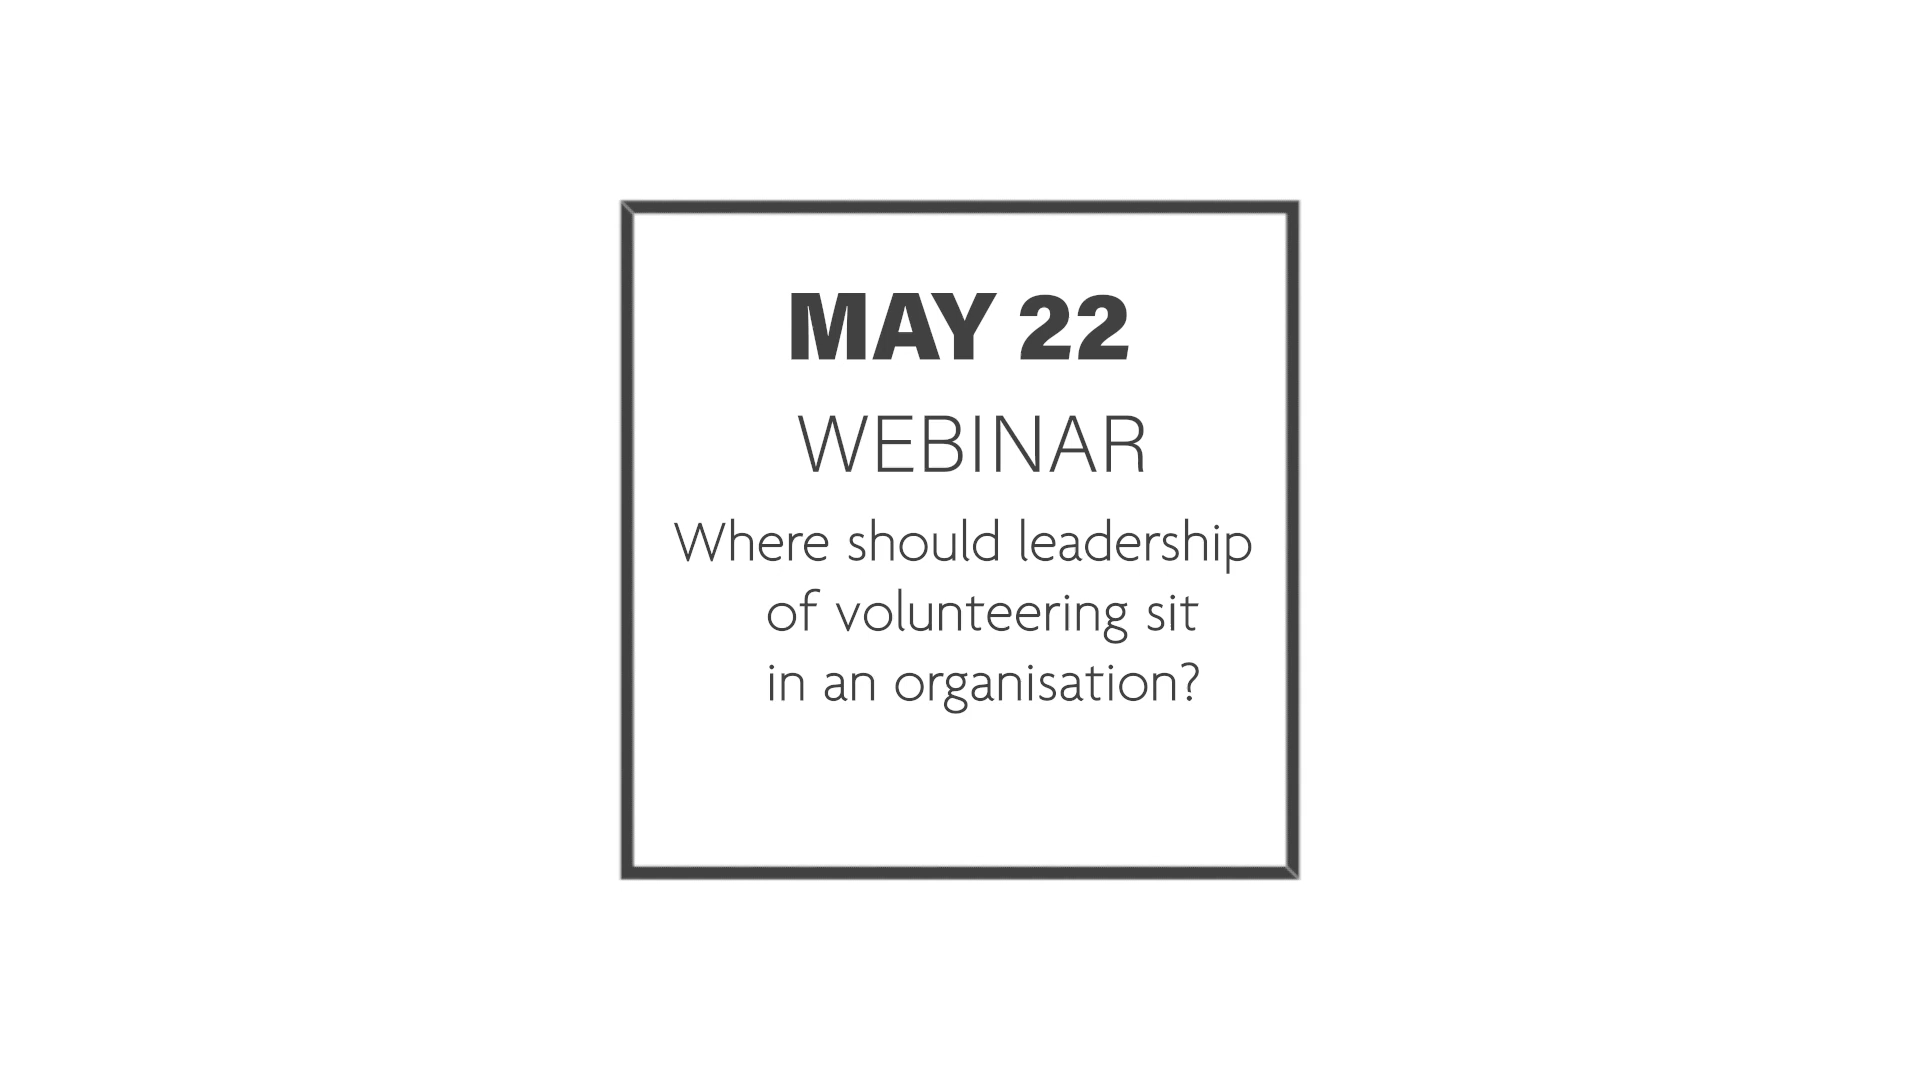 MAY 22
WEBINAR
Where should leadership
of volunteering sit
in an organisation?